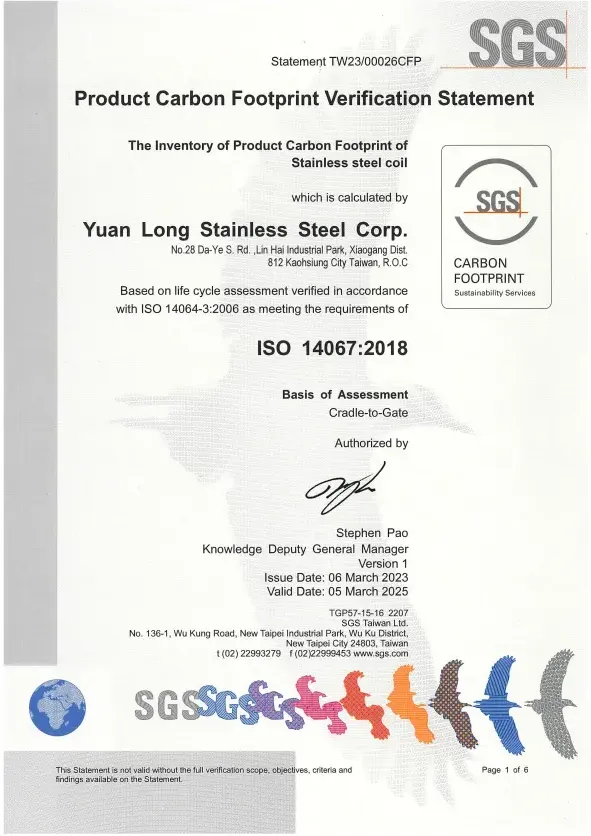 SGS
Statement TW23/00026CFP
Product Carbon Footprint Verification Statement
The Inventory of Product Carbon Footprint of
Stainless steel coil
which is calculated by
Yuan Long Stainless Steel Corp.
No.28 Da-Ye S. Rd. ,Lin Hai Industrial Park, Xiaogang Dist.
812 Kaohsiung City Taiwan, R.O.C
Based on life cycle assessment verified in accordance
with ISO 14064-3:2006 as meeting the requirements of
SGS
CARBON
FOOTPRINT
Sustainability Services
ISO 14067:2018
Basis of Assessment
Cradle-to-Gate
Authorized by
Stephen Pao
Knowledge Deputy General Manager
Version 1
Issue Date: 06 March 2023
Valid Date: 05 March 2025
TGP57-15-16 2207
SGS Taiwan Ltd.
No. 136-1, Wu Kung Road, New Taipei Industrial Park, Wu Ku District,
New Taipei City 24803, Taiwan
t (02) 22993279 f (02)22999453 www.sgs.com
SGSSGSSGS
This Statement is not valid without the full verification scope, objectives, criteria and
findings available on the Statement.
Page 1 of 6